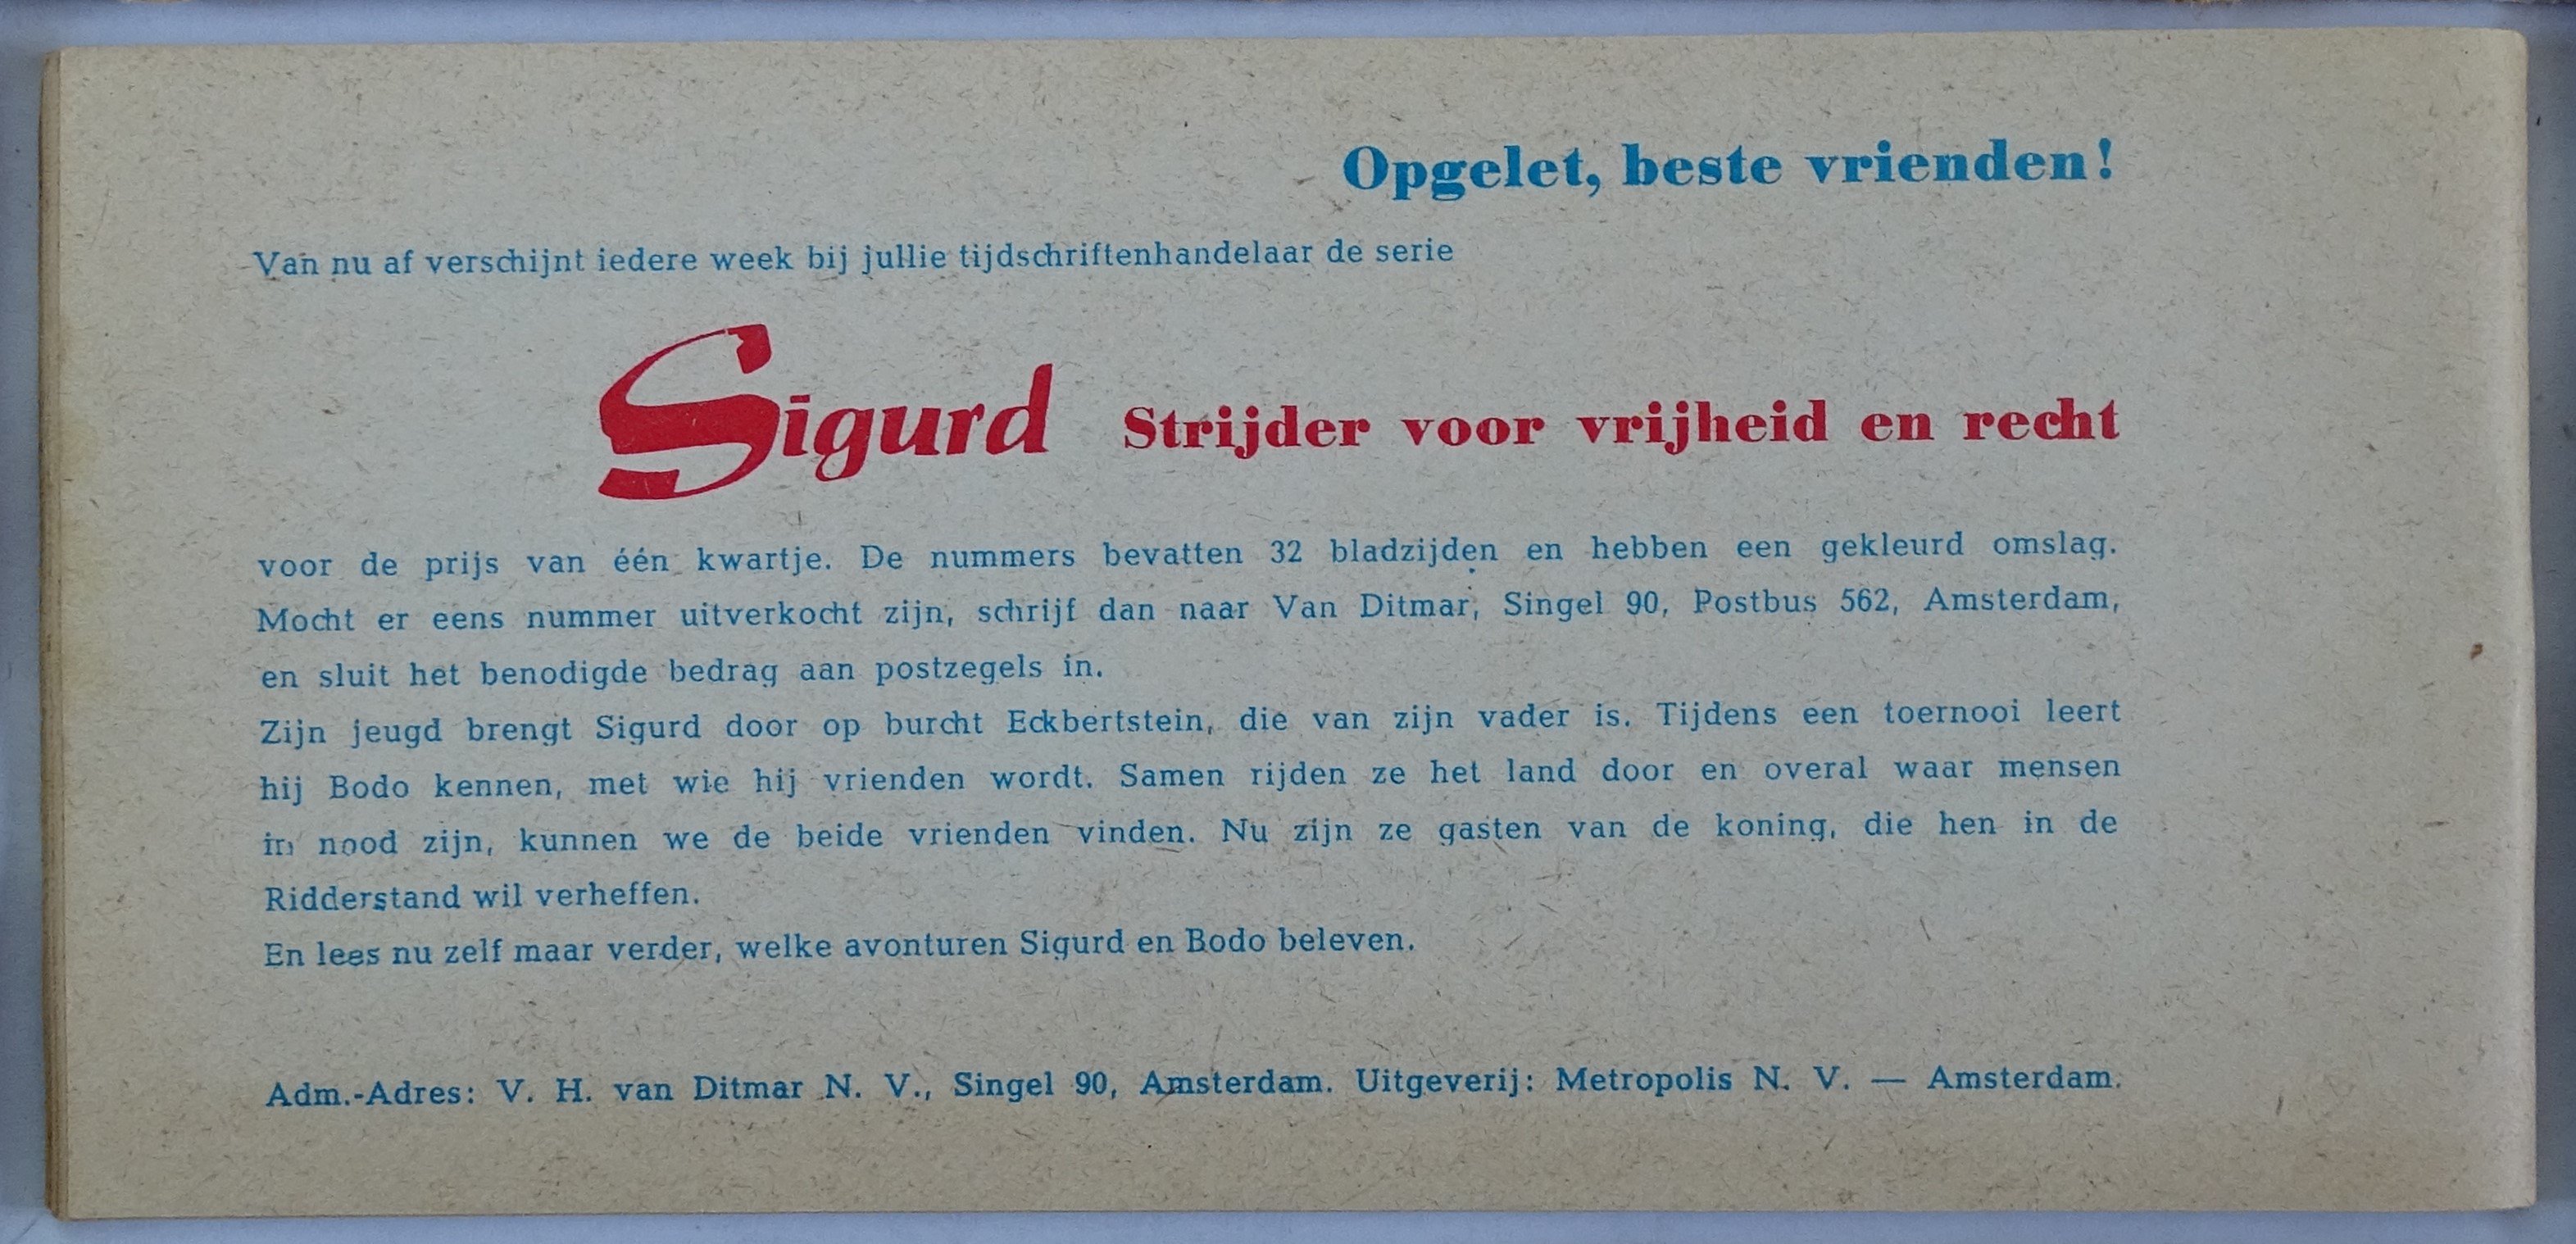 Opgelet, beste vrienden!
Van nu af verschijnt iedere week bij jullie tijdschriftenhandelaar de serie
Sigurd Strijder voor vrijheid en recht
voor de prijs van één kwartje. De nummers bevatten 32 bladzijden en hebben een gekleurd omslag.
Mocht er eens nummer uitverkocht zijn, schrijf dan naar Van Ditmar, Singel 90, Postbus 562, Amsterdam,
en sluit het benodigde bedrag aan postzegels in.
Zijn jeugd brengt Sigurd door op burcht Eckbertstein, die van zijn vader is. Tijdens een toernooi leert
hij Bodo kennen, met wie hij vrienden wordt. Samen rijden ze het land door en overal waar mensen
in nood zijn, kunnen we de beide vrienden vinden. Nu zijn ze gasten van de koning, die hen in de
Ridderstand wil verheffen.
En lees nu zelf maar verder, welke avonturen Sigurd en Bodo beleven.
Adm.-Adres: V. H. van Ditmar N. V., Singel 90, Amsterdam. Uitgeverij: Metropolis N. V. — Amsterdam.